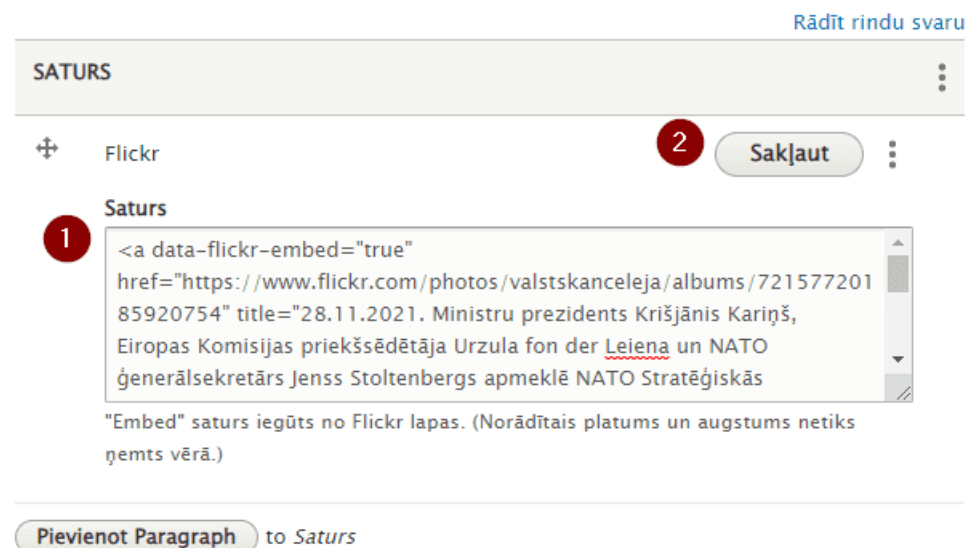 Rādīt rindu svaru
SATURS
Flickr
2
Sakļaut
Saturs
1
<a data-flickr-embed="true"
href="https://www.flickr.com/photos/valstskanceleja/albums/721577201
85920754" title="28.11.2021. Ministru prezidents Krišjānis Kariņš,
Eiropas Komisijas priekšsēdētāja Urzula fon der Leiena un NATO
ģenerālsekretārs Jenss Stoltenbergs apmeklē NATO Stratēģiskās
"Embed" saturs iegūts no Flickr lapas. (Norādītais platums un augstums netiks
ņemts vērā.)
Pievienot Paragraph to Saturs